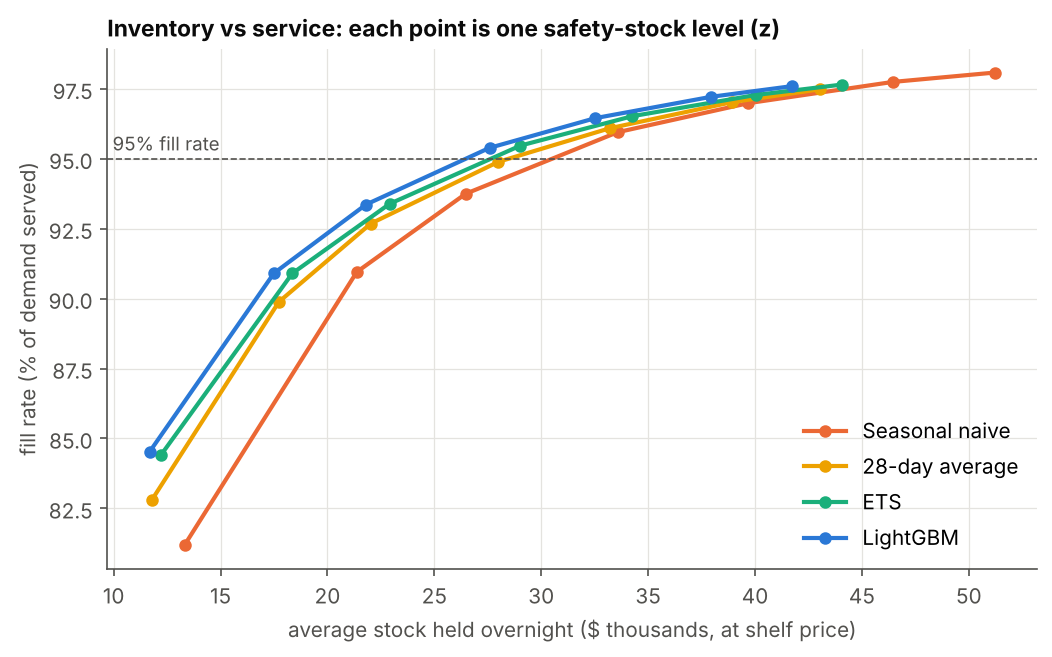 Inventory vs service: each point is one safety-stock level (z)
fill rate (% of demand served)
97.5
95.0
92.5
90.0
87.5
85.0
82.5
95% fill rate
Seasonal naive
28-day average
ETS
LightGBM
10 15 20 25 30 35 40 45 50
average stock held overnight ($ thousands, at shelf price)